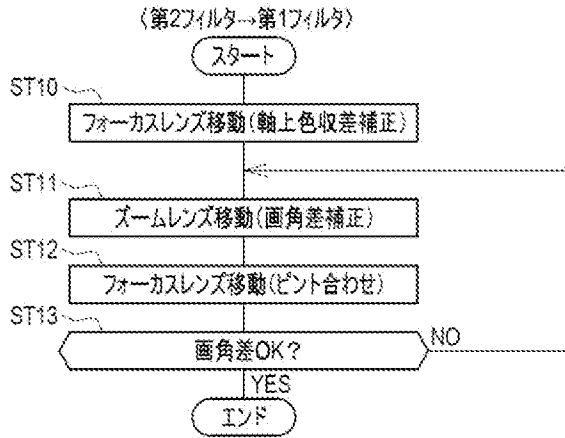 〈第2フィルタ→第1フィルタ〉
スタート
ST10
フォーカスレンズ移動(軸上色収差補正)
ST11
ズームレンズ移動(画角差補正)
ST12
フォーカスレンズ移動(ピント合わせ)
ST13
画角差OK?
NO
YES
エンド